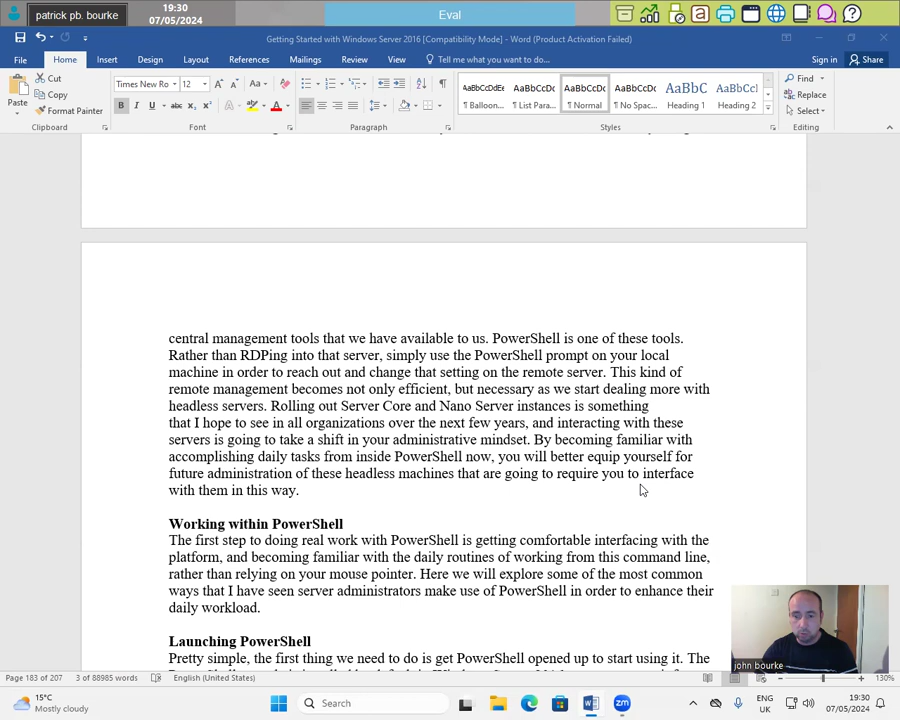 patrick pb. bourke
19:30
07/05/2024
Eval
Getting Started with Windows Server 2016 [Compatibility Mode] - Word (Product Activation Failed)
File Home Insert Design Layout References Mailings Review View Tell me what you want to do... Sign in Share
Paste
Cut
Copy
Format Painter
Times New Ro 12
AaBbCcDdEe AaBbCcDc AaBbCcDc AaBbCcDc AaBbC AaBbCcl
¶ Balloon... ¶ List Para... ¶ Normal ¶ No Spac... Heading 1 Heading 2
Find
Replace
Select
Clipboard Font Paragraph Styles Editing
central management tools that we have available to us. PowerShell is one of these tools.
Rather than RDPing into that server, simply use the PowerShell prompt on your local
machine in order to reach out and change that setting on the remote server. This kind of
remote management becomes not only efficient, but necessary as we start dealing more with
headless servers. Rolling out Server Core and Nano Server instances is something
that I hope to see in all organizations over the next few years, and interacting with these
servers is going to take a shift in your administrative mindset. By becoming familiar with
accomplishing daily tasks from inside PowerShell now, you will better equip yourself for
future administration of these headless machines that are going to require you to interface
with them in this way.
Working within PowerShell
The first step to doing real work with PowerShell is getting comfortable interfacing with the
platform, and becoming familiar with the daily routines of working from this command line,
rather than relying on your mouse pointer. Here we will explore some of the most common
ways that I have seen server administrators make use of PowerShell in order to enhance their
daily workload.
Launching PowerShell
Pretty simple, the first thing we need to do is get PowerShell opened up to start using it. The
john bourke
Page 183 of 207 3 of 88985 words English (United States) 130%
15°C
Mostly cloudy
Search
ENG
UK
19:30
07/05/2024